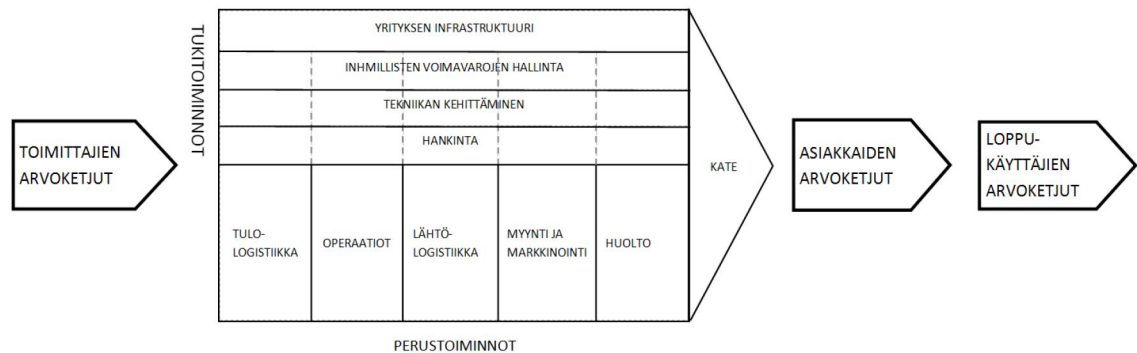 TOIMITTAJIEN
ARVOKETJUT
TUKITOIMINNOT
YRITYKSEN INFRASTRUKTUURI
INHMILLISTEN VOIMAVAROJEN HALLINTA
TEKNIIKAN KEHITTÄMINEN
HANKINTA
TULO-
LOGISTIIKKA
OPERAATIOT
LÄHTÖ-
LOGISTIIKKA
MYYNTI JA
MARKKINOINTI
HUOLTO
PERUSTOIMINNOT
KATE
ASIAKKAIDEN
ARVOKETJUT
LOPPU-
KÄYTTÄJIEN
ARVOKETJUT